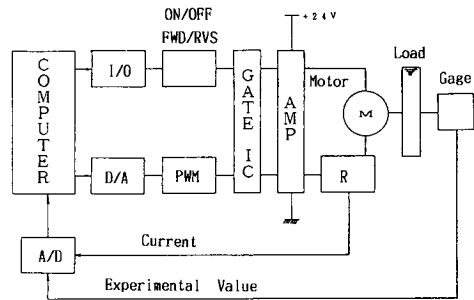 ON/OFF
FWD/RVS
+24V
COMPUTER
I/O
GATE IC
AMP
Motor
M
Load
Gage
D/A
PWM
R
A/D
Current
Experimental Value